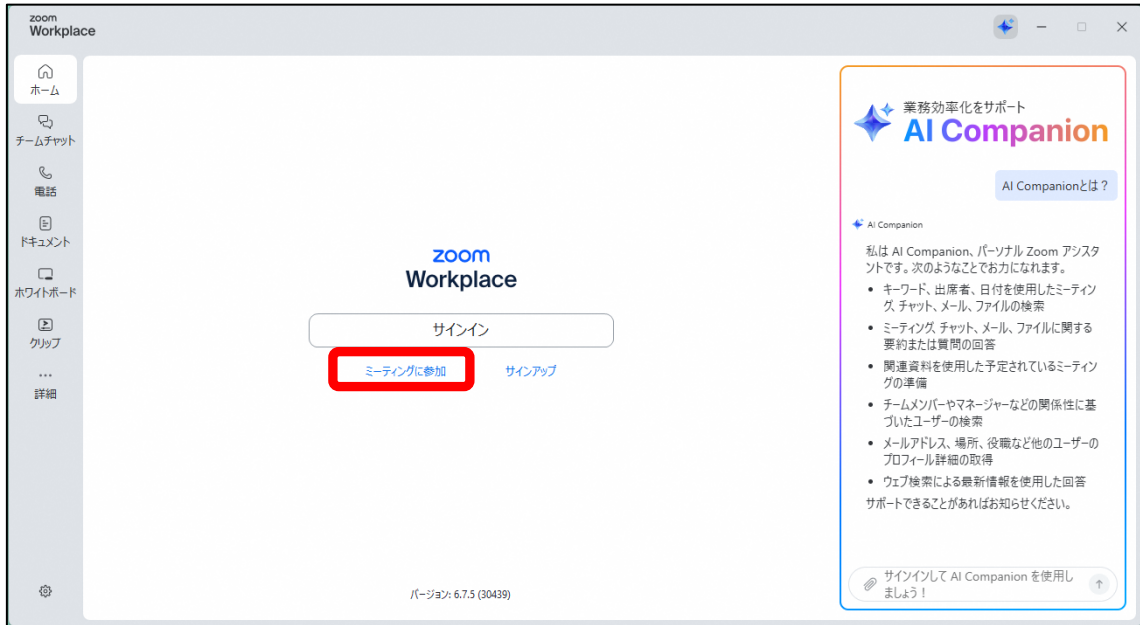 zoom
Workplace
ホーム
チームチャット
電話
ドキュメント
ホワイトボード
クリップ
詳細
zoom
Workplace
サインイン
ミーティングに参加
サインアップ
バージョン: 6.7.5 (30439)
業務効率化をサポート
AI Companion
AI Companionとは？
AI Companion
私は AI Companion、パーソナル Zoom アシスタ
ントです。次のようなことでお力になれます。
• キーワード、出席者、日付を使用したミーティン
グ, チャット、メール、ファイルの検索
• ミーティング, チャット、メール、ファイルに関する
要約または質問の回答
• 関連資料を使用した予定されているミーティン
グの準備
• チームメンバーやマネージャーなどの関係性に基
づいたユーザーの検索
• メールアドレス、場所、役職など他のユーザーの
プロフィール詳細の取得
• ウェブ検索による最新情報を使用した回答
サポートできることがあればお知らせください。
サインインして AI Companion を使用し
ましょう！